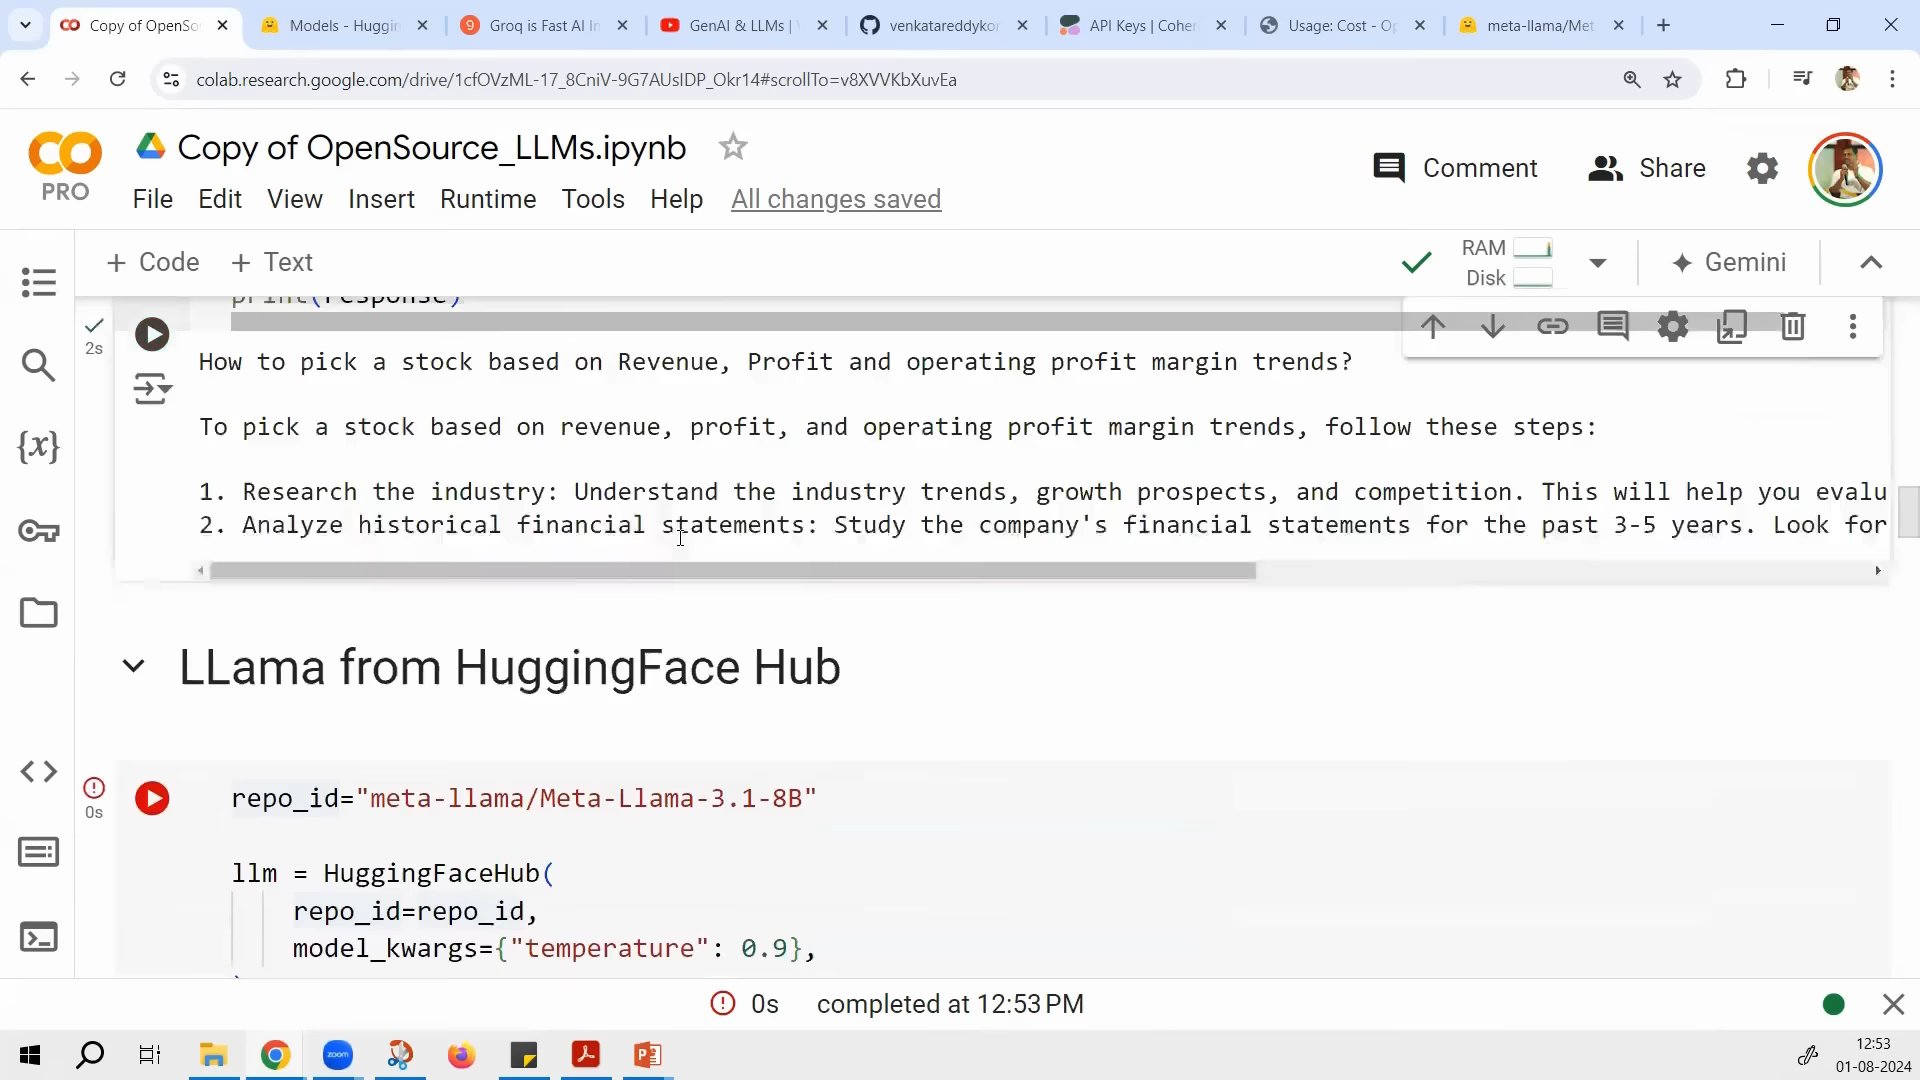 Copy of OpenSo
Models - Huggin
Groq is Fast AI In
GenAI & LLMs | V
venkatareddykon
API Keys | Coher
Usage: Cost - Op
meta-llama/Met
colab.research.google.com/drive/1cfOVzML-17_8CniV-9G7AUsIDP_Okr14#scrollTo=v8XVVKbXuvEa
PRO
Copy of OpenSource_LLMs.ipynb
Comment
Share
File Edit View Insert Runtime Tools Help All changes saved
+ Code + Text
RAM
Disk
Gemini
print(response)
2s
How to pick a stock based on Revenue, Profit and operating profit margin trends?
To pick a stock based on revenue, profit, and operating profit margin trends, follow these steps:
1. Research the industry: Understand the industry trends, growth prospects, and competition. This will help you evalu
2. Analyze historical financial statements: Study the company's financial statements for the past 3-5 years. Look for
{x}
LLama from HuggingFace Hub
0s
repo_id="meta-llama/Meta-Llama-3.1-8B"
llm = HuggingFaceHub(
repo_id=repo_id,
model_kwargs={"temperature": 0.9},
0s completed at 12:53 PM
zoom
12:53
01-08-2024